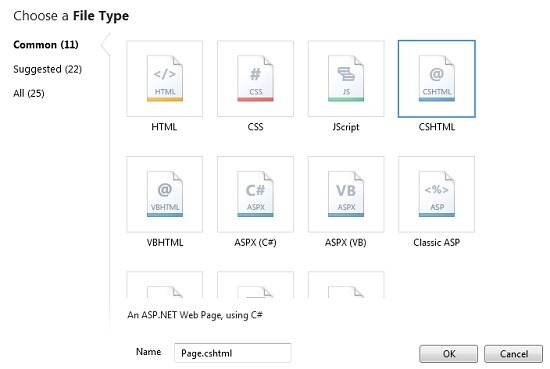 Choose a File Type
Common (11)
Suggested (22)
All (25)
</> # JS @
HTML CSS JS CSHTML
HTML CSS JScript CSHTML
@ C# VB <%>
VBHTML ASPX ASPX ASP
VBHTML ASPX (C#) ASPX (VB) Classic ASP
An ASP.NET Web Page, using C#
Name Page.cshtml OK Cancel